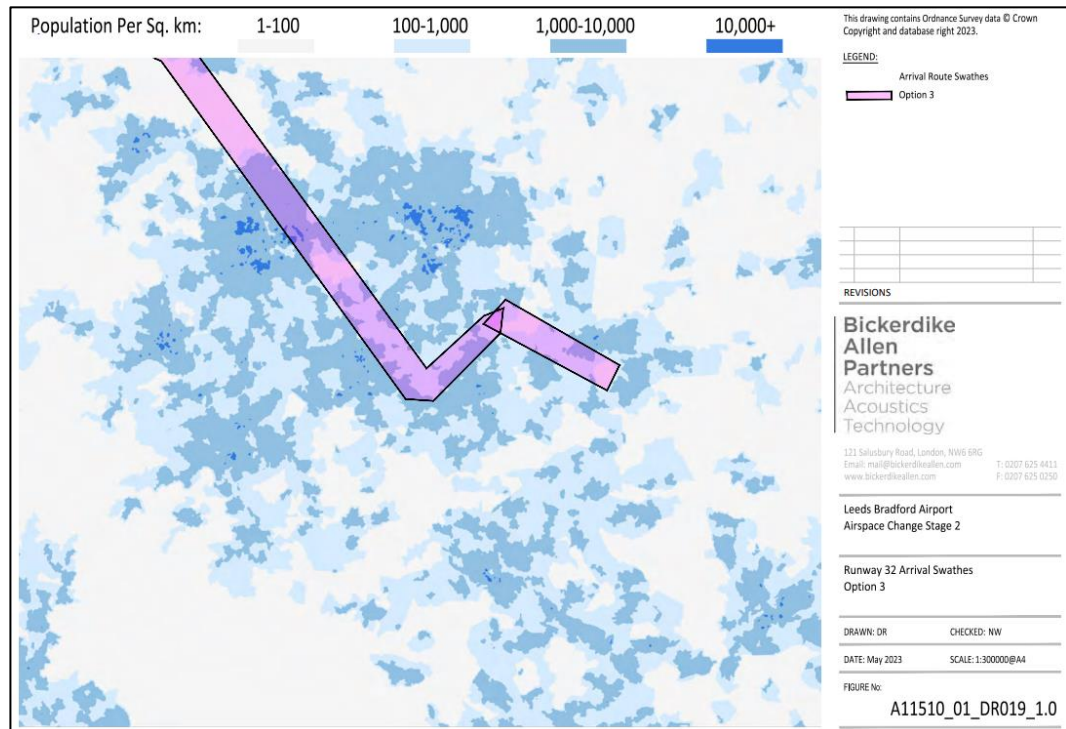 Population Per Sq. km: 1-100 100-1,000 1,000-10,000 10,000+
This drawing contains Ordnance Survey data © Crown
Copyright and database right 2023.
LEGEND:
Arrival Route Swathes
Option 3
REVISIONS
Bickerdike
Allen
Partners
Architecture
Acoustics
Technology
121 Salusbury Road, London, NW6 6RG
Email: mail@bickerdikeallen.com T: 0207 625 4411
www.bickerdikeallen.com F: 0207 625 0250
Leeds Bradford Airport
Airspace Change Stage 2
Runway 32 Arrival Swathes
Option 3
DRAWN: DR CHECKED: NW
DATE: May 2023 SCALE: 1:300000@A4
FIGURE No:
A11510_01_DR019_1.0